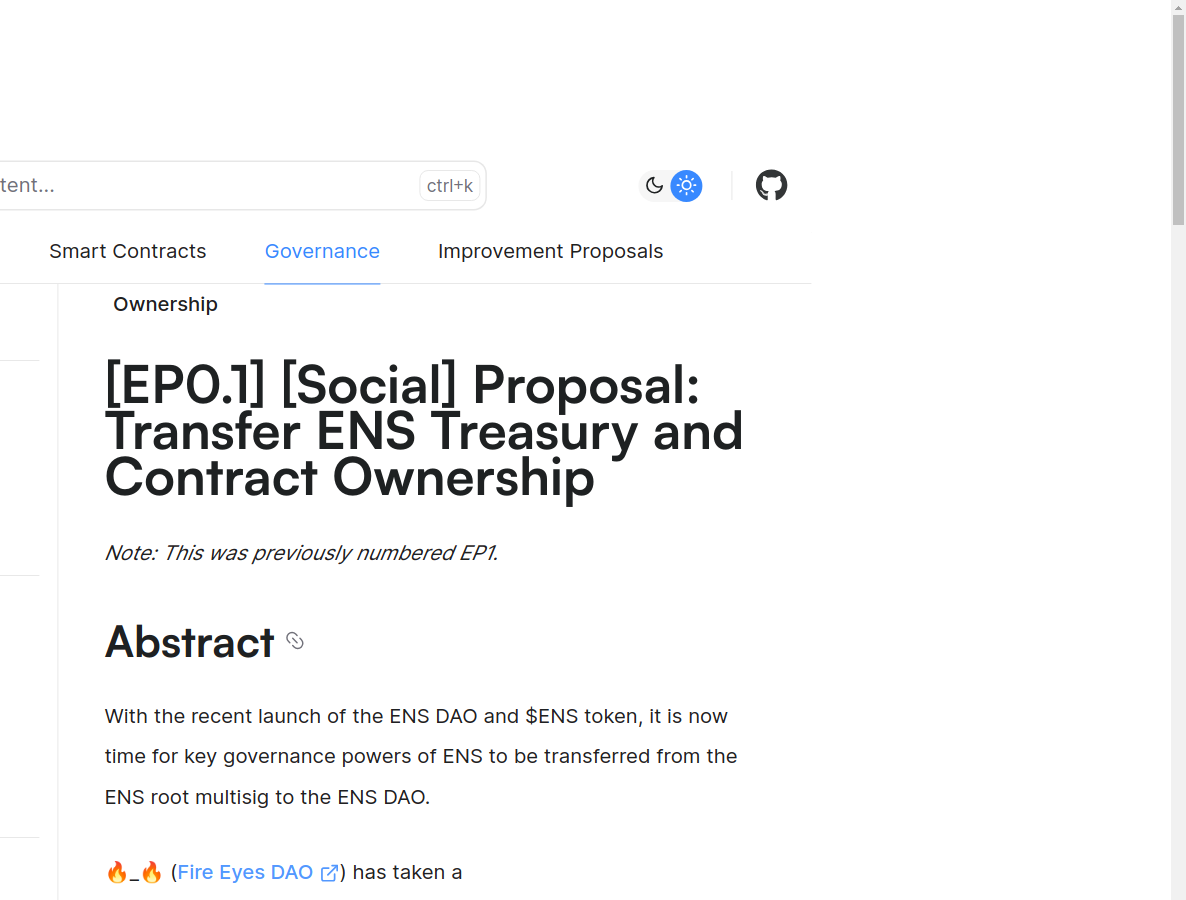 tent...
ctrl+k
Smart Contracts
Governance
Improvement Proposals
Ownership
[EP0.1] [Social] Proposal:
Transfer ENS Treasury and
Contract Ownership
Note: This was previously numbered EP1.
Abstract
With the recent launch of the ENS DAO and $ENS token, it is now
time for key governance powers of ENS to be transferred from the
ENS root multisig to the ENS DAO.
🔥_🔥 (Fire Eyes DAO) has taken a